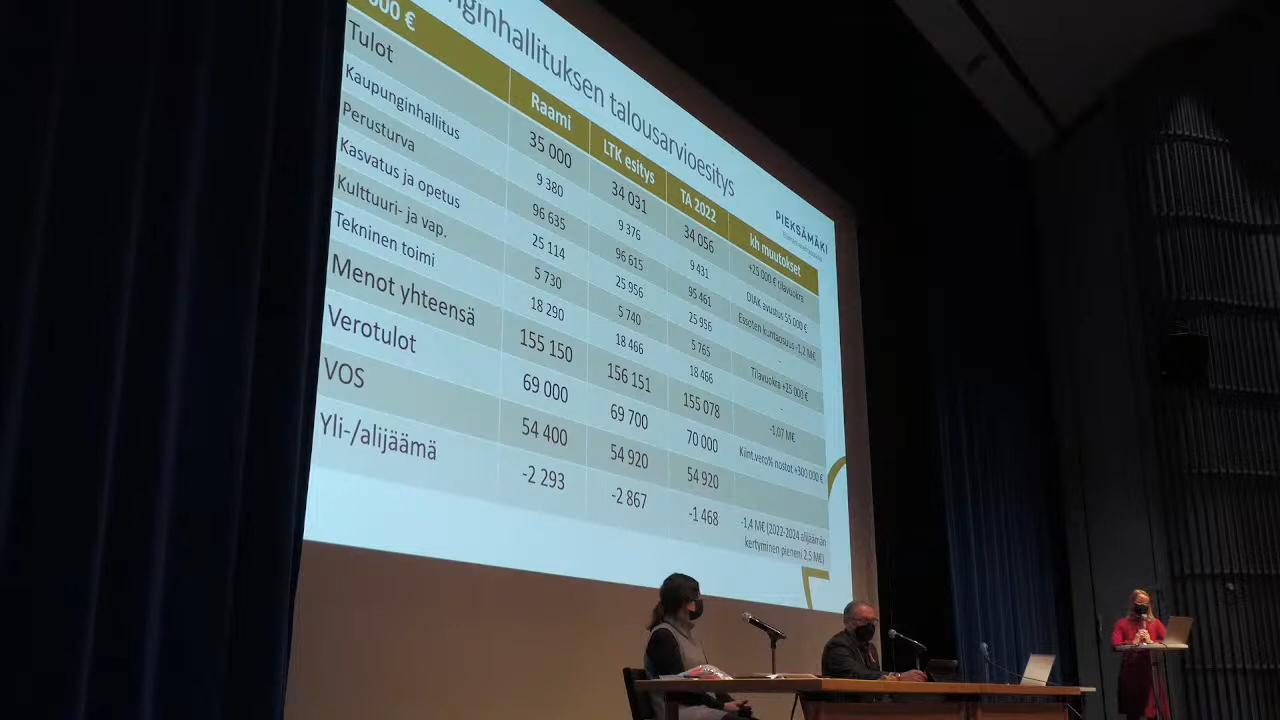 nginhallituksen talousarvioesitys
PIEKSÄMÄKI
000 € Raami LTK esitys TA 2022 kh muutokset
Tulot 35 000 34 031 34 056 +25 000 € tilavuokra
Kaupunginhallitus 9 380 9 376 9 431 DIAK avustus 55 000 €
Perusturva 96 635 96 615 95 461 Essoten kuntaosuus -1,2 M€
Kasvatus ja opetus 25 114 25 956 25 956 -
Kulttuuri- ja vap. 5 730 5 740 5 765 Tilavuokra +25 000 €
Tekninen toimi 18 290 18 466 18 466 -
Menot yhteensä 155 150 156 151 155 078 -1,07 M€
Verotulot 69 000 69 700 70 000 Kiint.vero% nostot +300 000 €
VOS 54 400 54 920 54 920
Yli-/alijäämä -2 293 -2 867 -1 468 -1,4 M€ (2022-2024 alijäämän
kertyminen pieneni 2,5 M€)